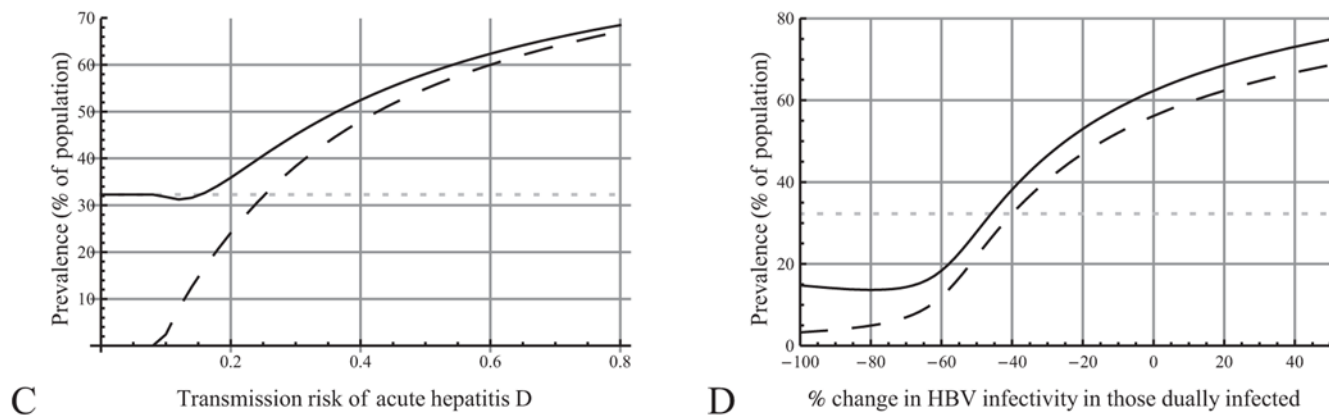 70
60
50
40
30
20
10
Prevalence (% of population)
0.2 0.4 0.6 0.8
Transmission risk of acute hepatitis D
C
80
60
40
20
0
Prevalence (% of population)
−100 −80 −60 −40 −20 0 20 40
% change in HBV infectivity in those dually infected
D